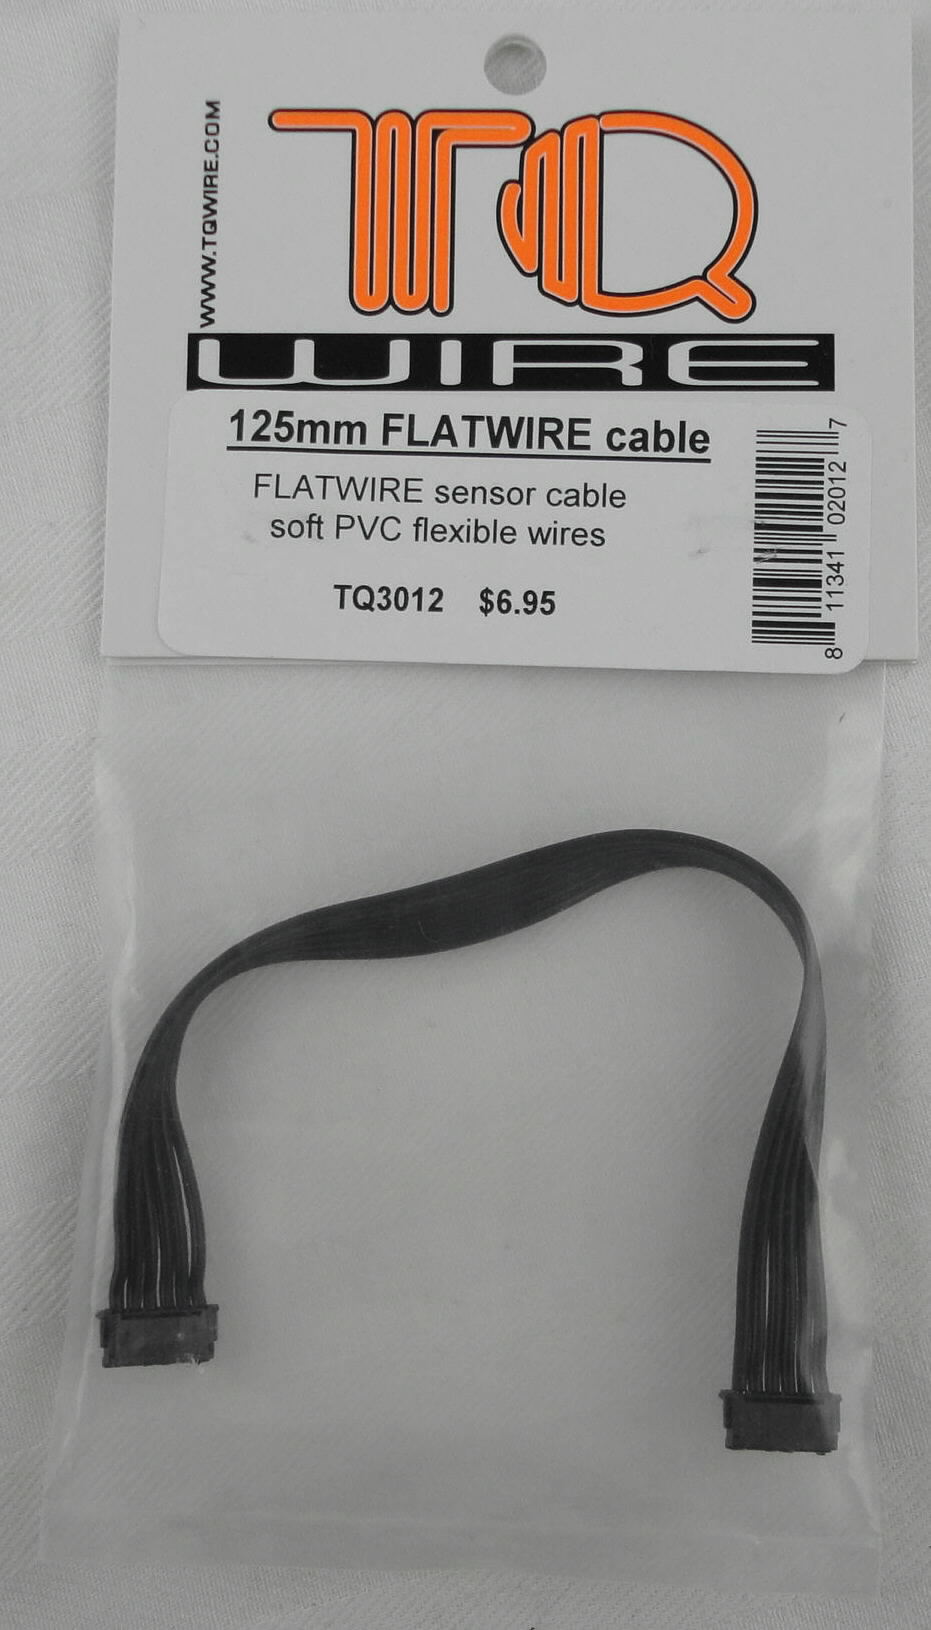 WWW.TQWIRE.COM
TQ
WIRE
125mm FLATWIRE cable
FLATWIRE sensor cable
soft PVC flexible wires
TQ3012 $6.95
8 11341 02012 7